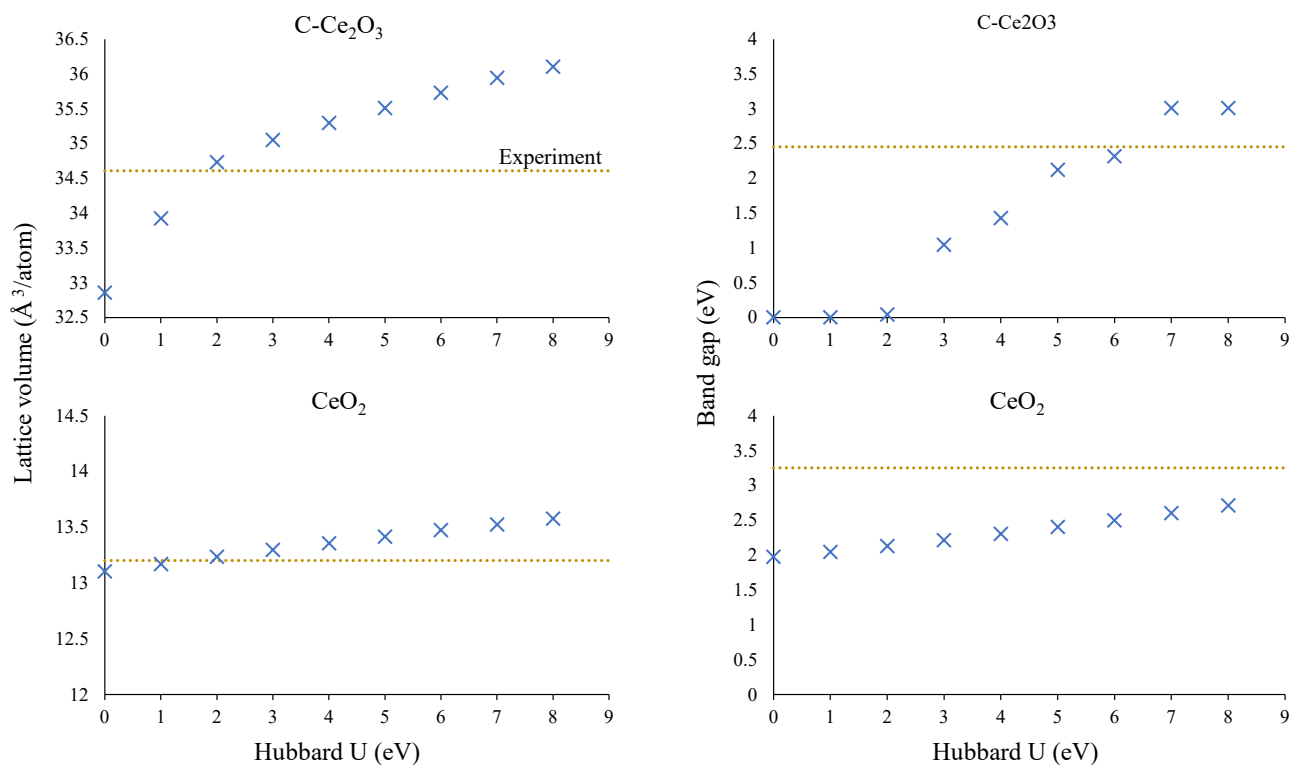 C-Ce₂O₃
36.5
36
35.5
35
34.5
34
33.5
33
32.5
Experiment
0 1 2 3 4 5 6 7 8 9
C-Ce2O3
4
3.5
3
2.5
2
1.5
1
0.5
0
0 1 2 3 4 5 6 7 8 9
Lattice volume (Å ³/atom)
Band gap (eV)
CeO₂
14.5
14
13.5
13
12.5
12
0 1 2 3 4 5 6 7 8 9
Hubbard U (eV)
CeO₂
4
3.5
3
2.5
2
1.5
1
0.5
0
0 1 2 3 4 5 6 7 8 9
Hubbard U (eV)